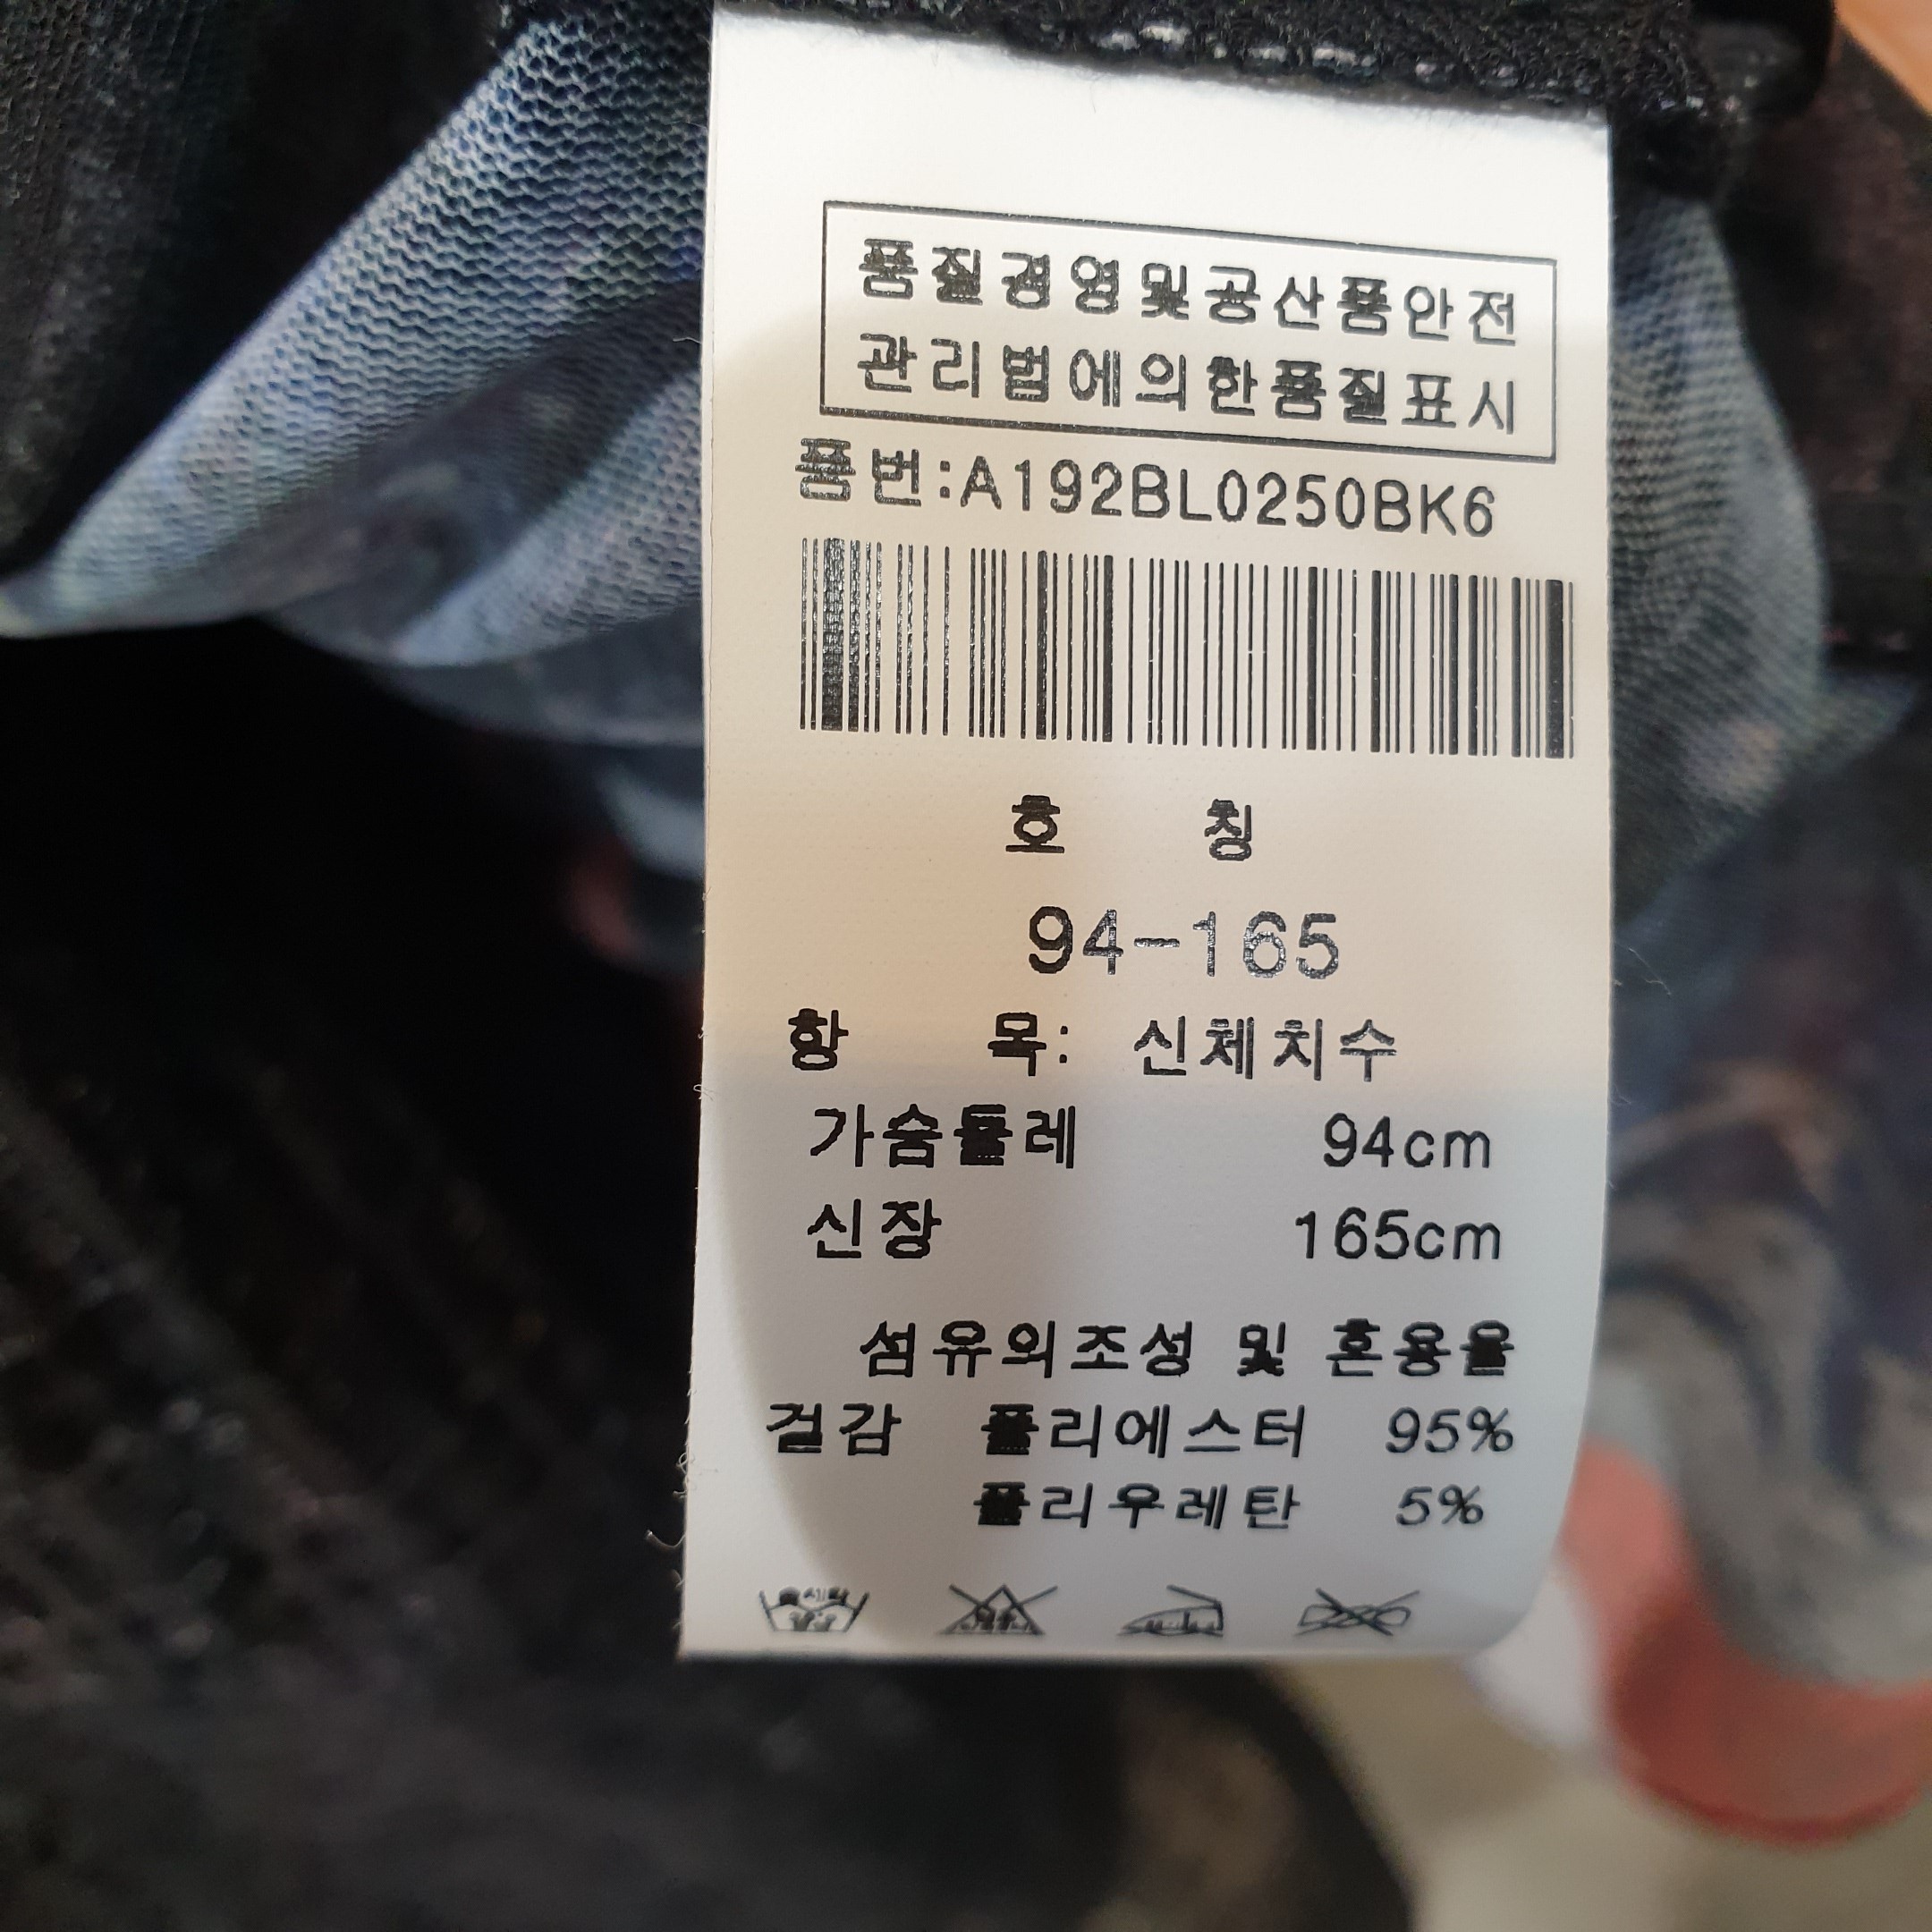 품질경영및공산품안전
관리법에의한품질표시
품번:A192BL0250BK6
호 칭
94-165
항 목: 신체치수
가슴둘레 94cm
신장 165cm
섬유의조성 및 혼용율
겉감 폴리에스터 95%
폴리우레탄 5%